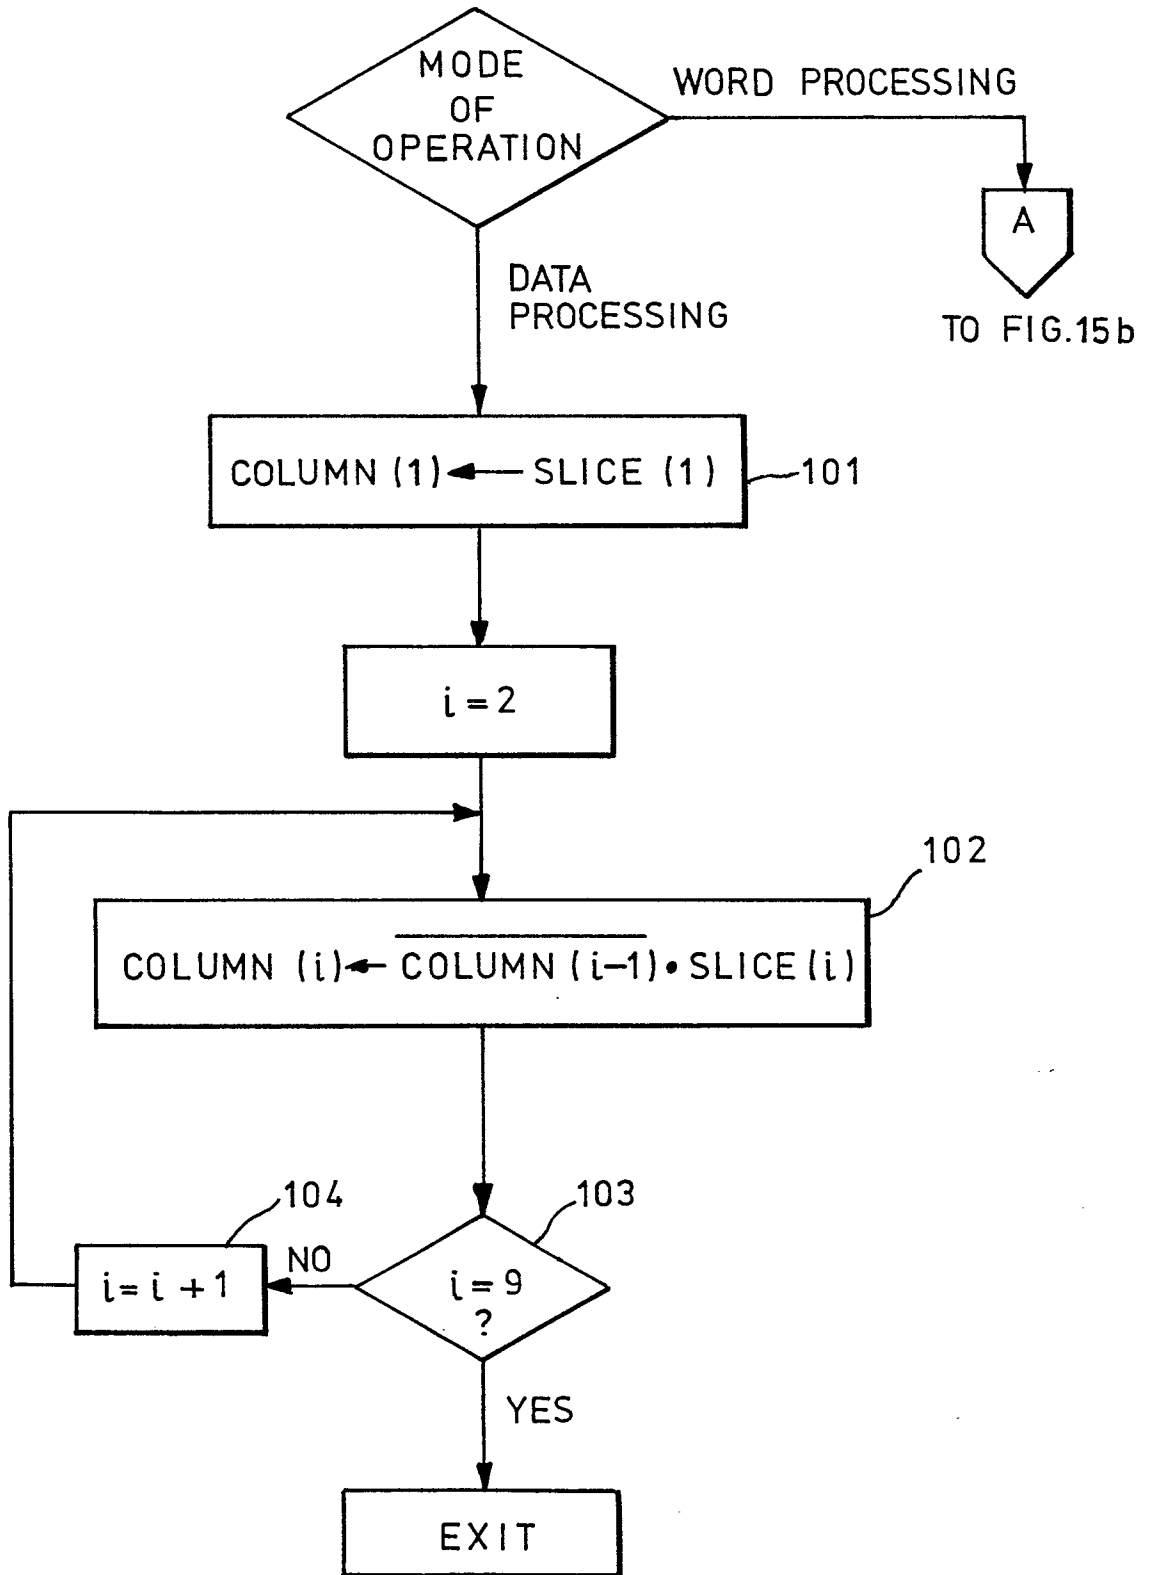 MODE
OF
OPERATION
WORD PROCESSING
A
TO FIG.15b
DATA
PROCESSING
COLUMN (1) ← SLICE (1)
101
i = 2
102
COLUMN (i) ← \overline{COLUMN (i-1)} • SLICE (i)
104
103
i = i + 1
NO
i = 9
?
YES
EXIT